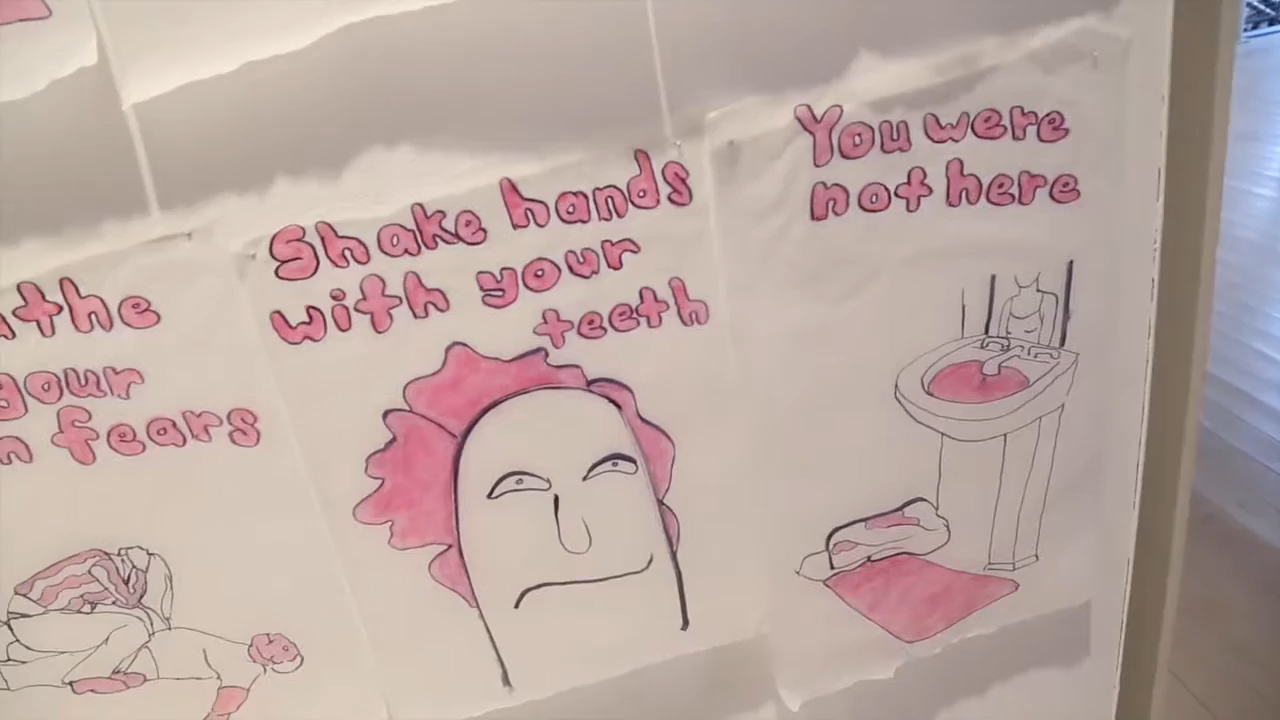 the
your
fears
Shake hands
with your
teeth
You were
not here